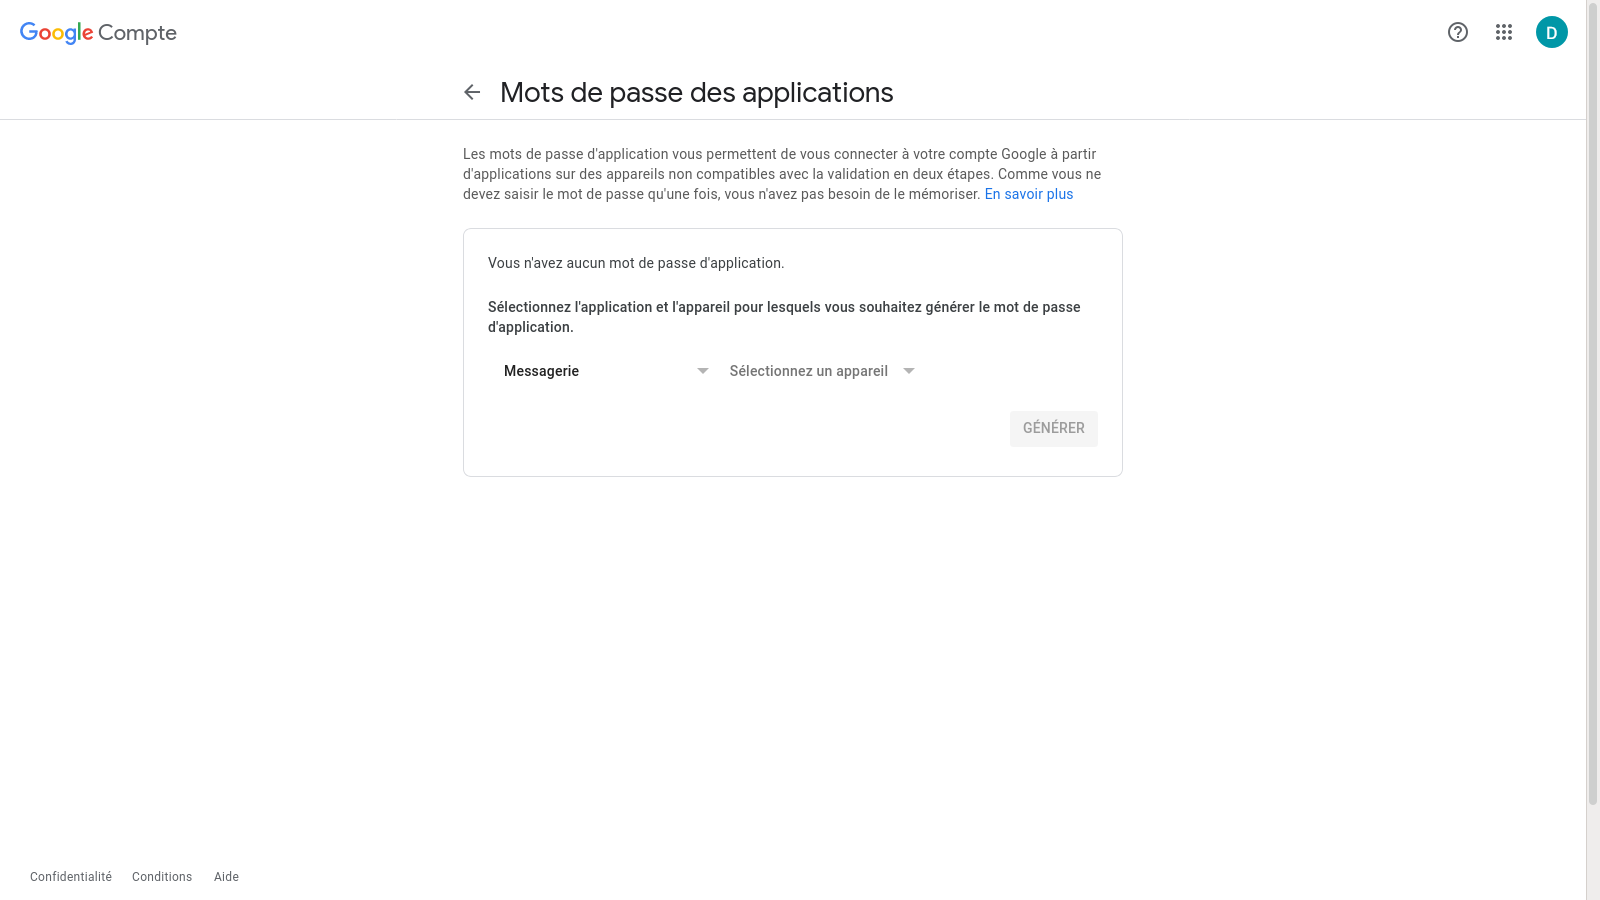 Google Compte
D
Mots de passe des applications
Les mots de passe d'application vous permettent de vous connecter à votre compte Google à partir
d'applications sur des appareils non compatibles avec la validation en deux étapes. Comme vous ne
devez saisir le mot de passe qu'une fois, vous n'avez pas besoin de le mémoriser. En savoir plus
Vous n'avez aucun mot de passe d'application.
Sélectionnez l'application et l'appareil pour lesquels vous souhaitez générer le mot de passe
d'application.
Messagerie Sélectionnez un appareil
GÉNÉRER
Confidentialité Conditions Aide